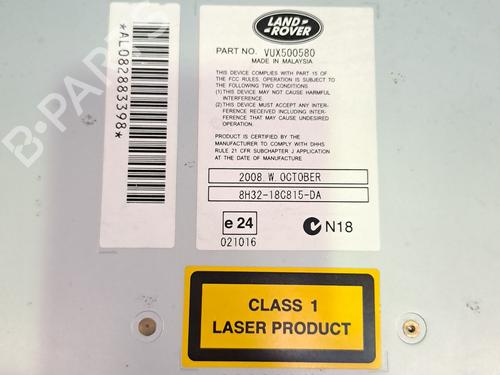 LAND-
ROVER
PART NO. VUX500580
MADE IN MALAYSIA
THIS DEVICE COMPLIES WITH PART 15 OF
THE FCC RULES. OPERATION IS SUBJECT TO
THE FOLLOWING TWO CONDITIONS:
(1) THIS DEVICE MAY NOT CAUSE HARMFUL
INTERFERENCE.
(2) THIS DEVICE MUST ACCEPT ANY INTER-
FERENCE RECEIVED INCLUDING INTER-
FERENCE THAT MAY CAUSE UNDESIRED
OPERATION.
PRODUCT IS CERTIFIED BY THE
MANUFACTURER TO COMPLY WITH DHHS
RULE 21 CFR SUBCHAPTER J APPLICATION
AT THE DATE OF MANUFACTURE.
2008. W. OCTOBER
8H32-18C815-DA
e 24
021016
N18
*AL082883398*
B-PARTS
CLASS 1
LASER PRODUCT